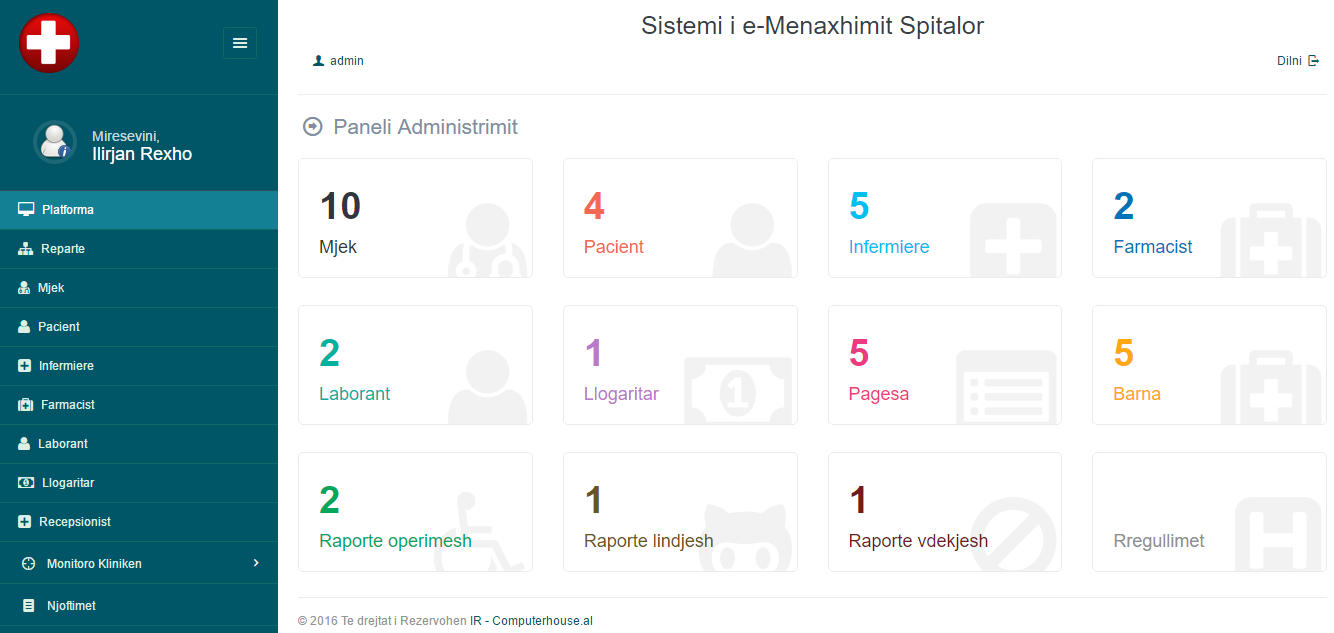 Sistemi i e-Menaxhimit Spitalor
admin
Dilni
Miresevini,
Ilirjan Rexho
Platforma
Reparte
Mjek
Pacient
Infermiere
Farmacist
Laborant
Llogaritar
Recepsionist
Monitoro Kliniken
Njoftimet
Paneli Administrimit
10
Mjek
4
Pacient
5
Infermiere
2
Farmacist
2
Laborant
1
Llogaritar
5
Pagesa
5
Barna
2
Raporte operimesh
1
Raporte lindjesh
1
Raporte vdekjesh
Rregullimet
© 2016 Te drejtat i Rezervohen IR - Computerhouse.al